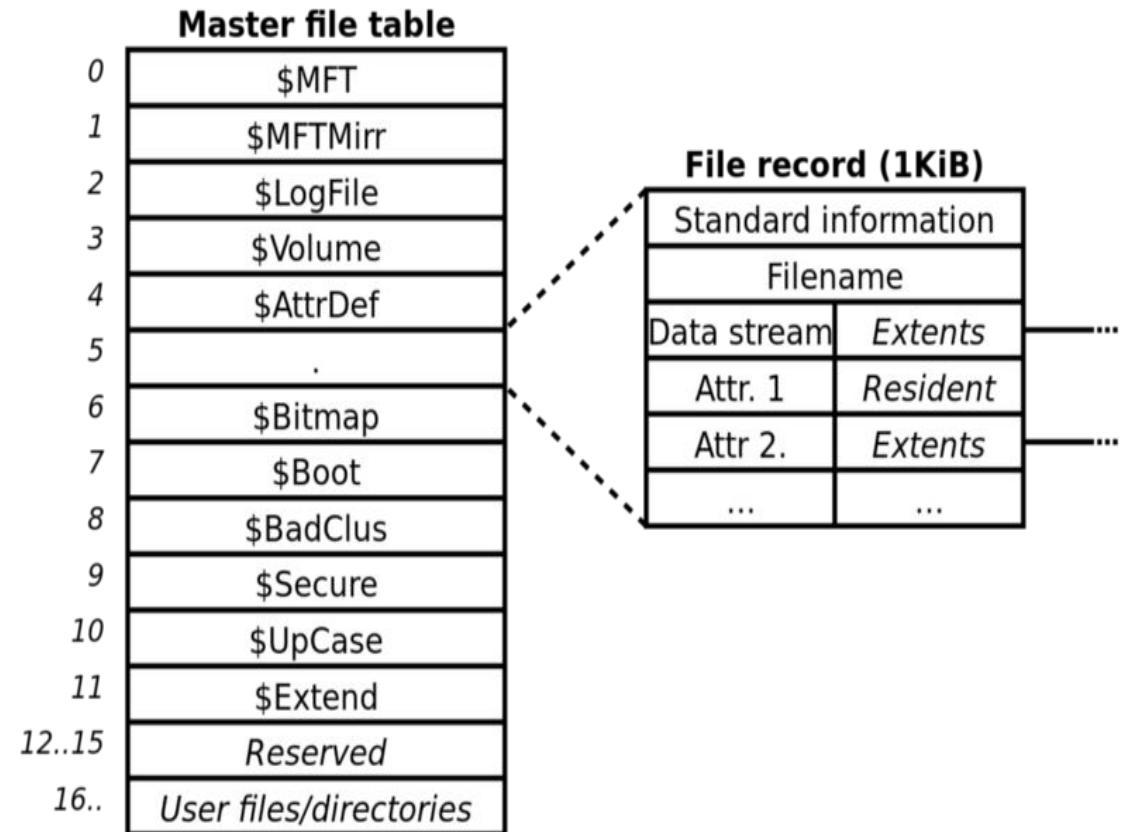 Master file table
0 $MFT
1 $MFTMirr
2 $LogFile
3 $Volume
4 $AttrDef
5 .
6 $Bitmap
7 $Boot
8 $BadClus
9 $Secure
10 $UpCase
11 $Extend
12..15 Reserved
16.. User files/directories
File record (1KiB)
Standard information
Filename
Data stream Extents ...
Attr. 1 Resident
Attr 2. Extents ...
... ...